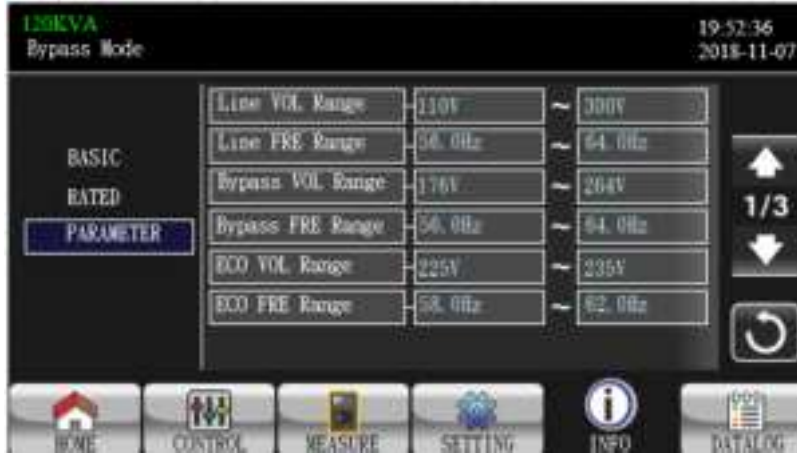 120KVA
19:52:36
Bypass Mode
2018-11-07
Line VOL Range 110V ~ 300V
Line FRE Range 56.0Hz ~ 64.0Hz
BASIC
Bypass VOL Range 176V ~ 264V
RATED
1/3
PARAMETER
Bypass FRE Range 56.0Hz ~ 64.0Hz
ECO VOL Range 225V ~ 235V
ECO FRE Range 58.0Hz ~ 62.0Hz
HOME
CONTROL
MEASURE
SETTING
INFO
DATALOG